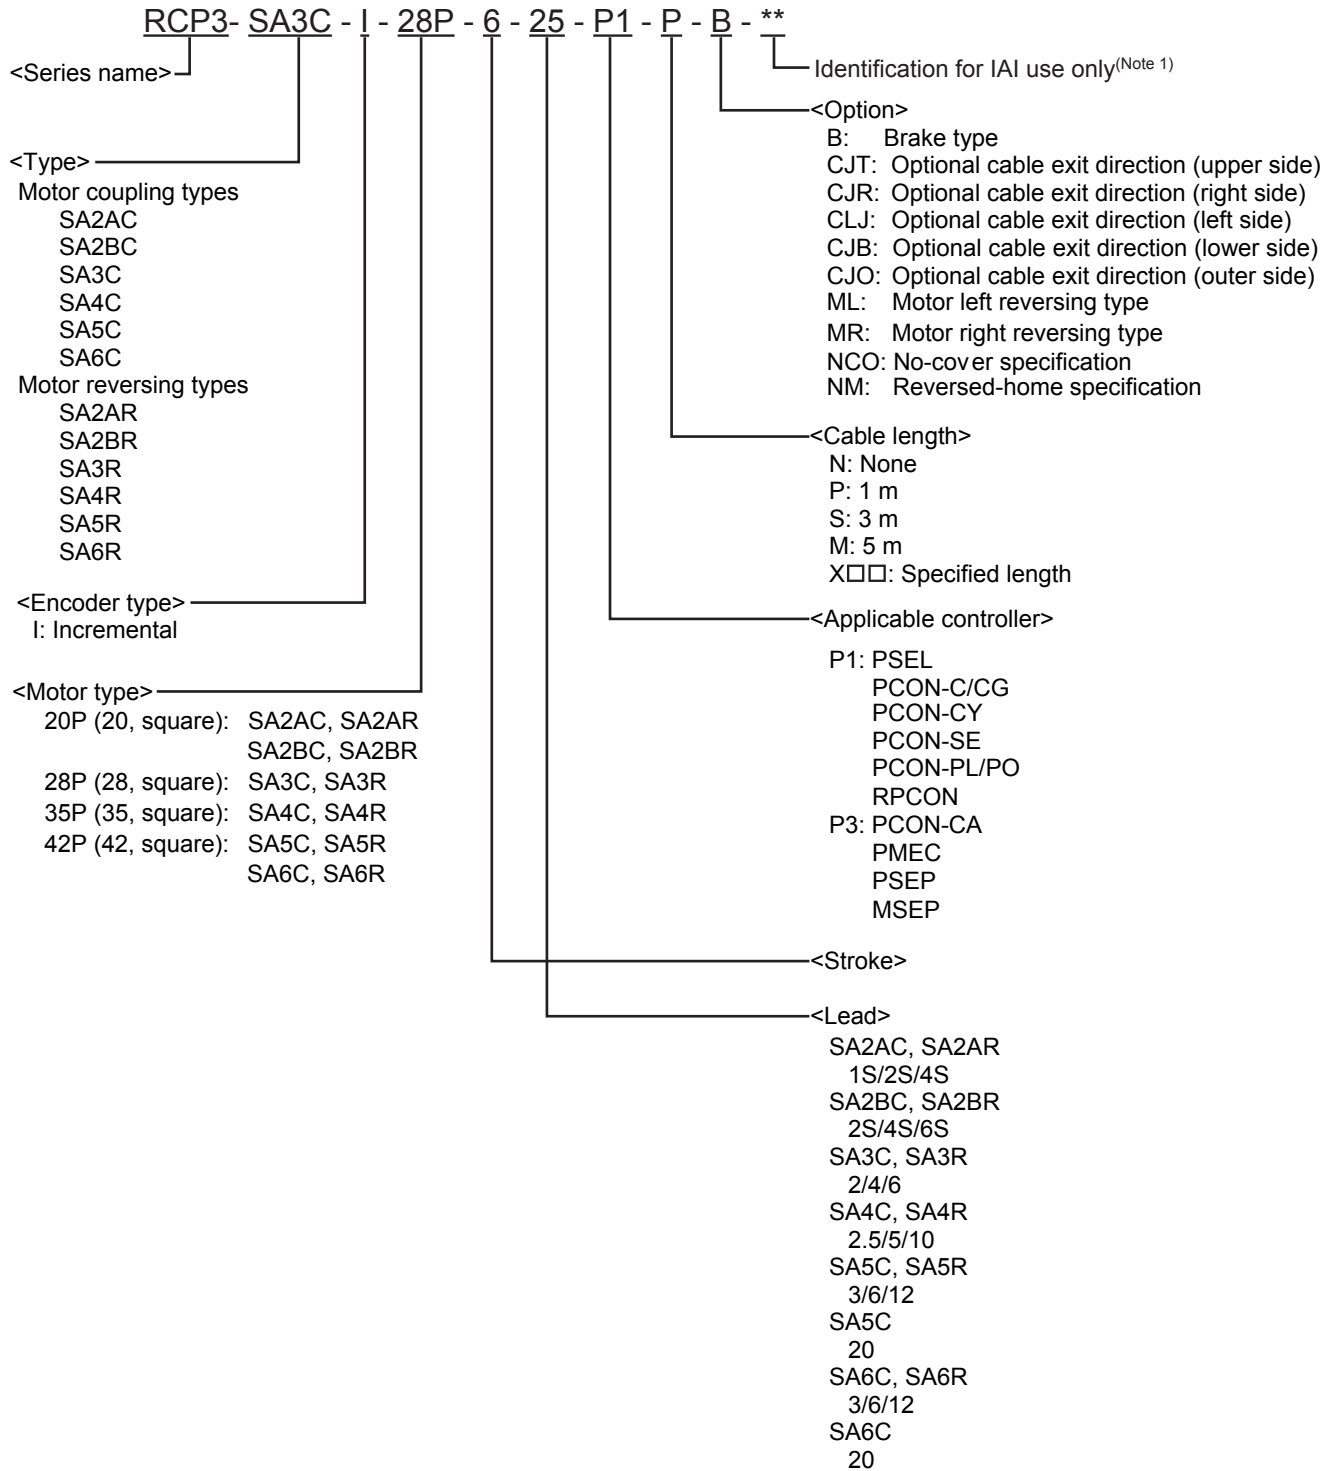 RCP3- SA3C - I - 28P - 6 - 25 - P1 - P - B - **
<Series name>
Identification for IAI use only(Note 1)
<Option>
B: Brake type
CJT: Optional cable exit direction (upper side)
CJR: Optional cable exit direction (right side)
CLJ: Optional cable exit direction (left side)
CJB: Optional cable exit direction (lower side)
CJO: Optional cable exit direction (outer side)
ML: Motor left reversing type
MR: Motor right reversing type
NCO: No-cover specification
NM: Reversed-home specification
<Type>
Motor coupling types
SA2AC
SA2BC
SA3C
SA4C
SA5C
SA6C
Motor reversing types
SA2AR
SA2BR
SA3R
SA4R
SA5R
SA6R
<Cable length>
N: None
P: 1 m
S: 3 m
M: 5 m
X□□: Specified length
<Encoder type>
I: Incremental
<Applicable controller>
P1: PSEL
PCON-C/CG
PCON-CY
PCON-SE
PCON-PL/PO
RPCON
P3: PCON-CA
PMEC
PSEP
MSEP
<Motor type>
20P (20, square): SA2AC, SA2AR
SA2BC, SA2BR
28P (28, square): SA3C, SA3R
35P (35, square): SA4C, SA4R
42P (42, square): SA5C, SA5R
SA6C, SA6R
<Stroke>
<Lead>
SA2AC, SA2AR
1S/2S/4S
SA2BC, SA2BR
2S/4S/6S
SA3C, SA3R
2/4/6
SA4C, SA4R
2.5/5/10
SA5C, SA5R
3/6/12
SA5C
20
SA6C, SA6R
3/6/12
SA6C
20